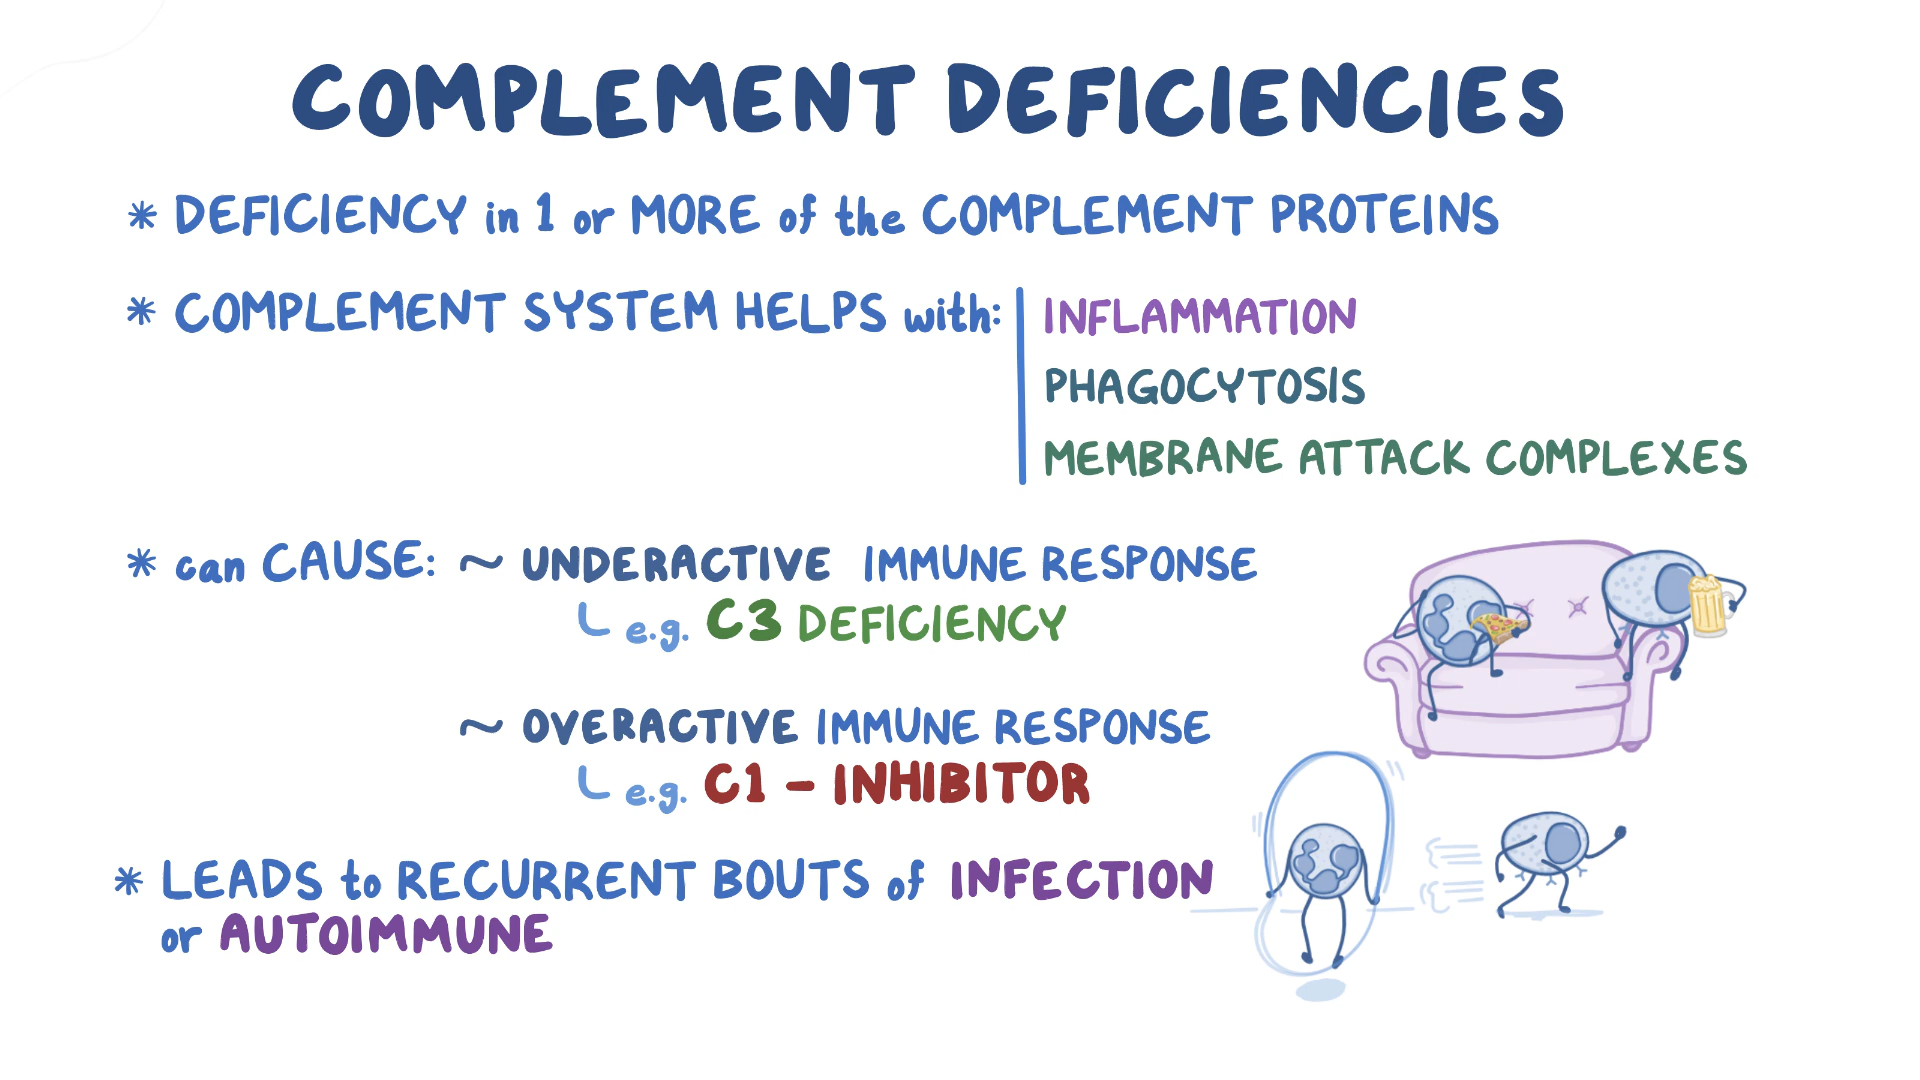 COMPLEMENT DEFICIENCIES
* DEFICIENCY in 1 or MORE of the COMPLEMENT PROTEINS
* COMPLEMENT SYSTEM HELPS with: INFLAMMATION
PHAGOCYTOSIS
MEMBRANE ATTACK COMPLEXES
* can CAUSE: ~ UNDERACTIVE IMMUNE RESPONSE
e.g. C3 DEFICIENCY
~ OVERACTIVE IMMUNE RESPONSE
e.g. C1 - INHIBITOR
* LEADS to RECURRENT BOUTS of INFECTION
or AUTOIMMUNE